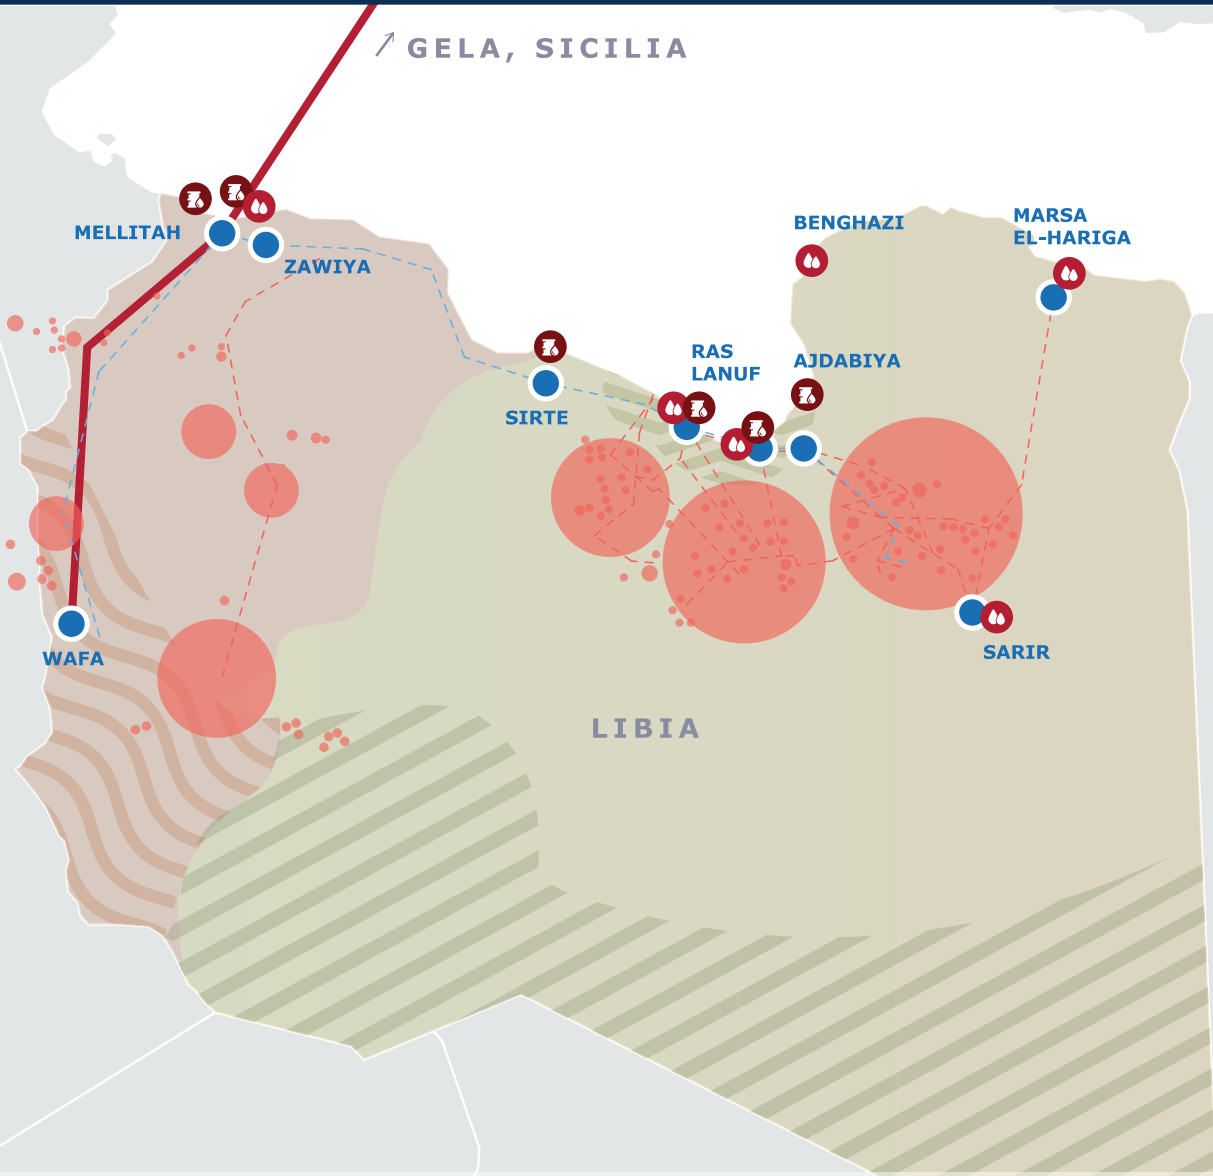 GELA, SICILIA
MELLITAH
ZAWIYA
BENGHAZI
MARSA
EL-HARIGA
RAS
LANUF
AJDABIYA
SIRTE
WAFA
SARIR
LIBIA